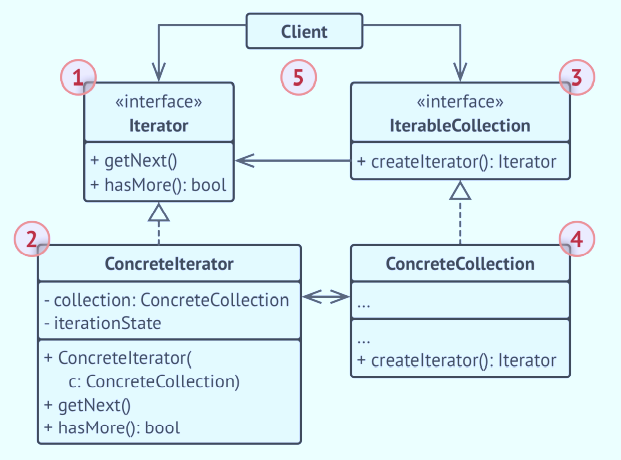 Client
1
5
3
«interface»
Iterator
+ getNext()
+ hasMore(): bool
«interface»
IterableCollection
+ createIterator(): Iterator
2
4
ConcreteIterator
- collection: ConcreteCollection
- iterationState
+ ConcreteIterator(
c: ConcreteCollection)
+ getNext()
+ hasMore(): bool
ConcreteCollection
...
...
+ createIterator(): Iterator